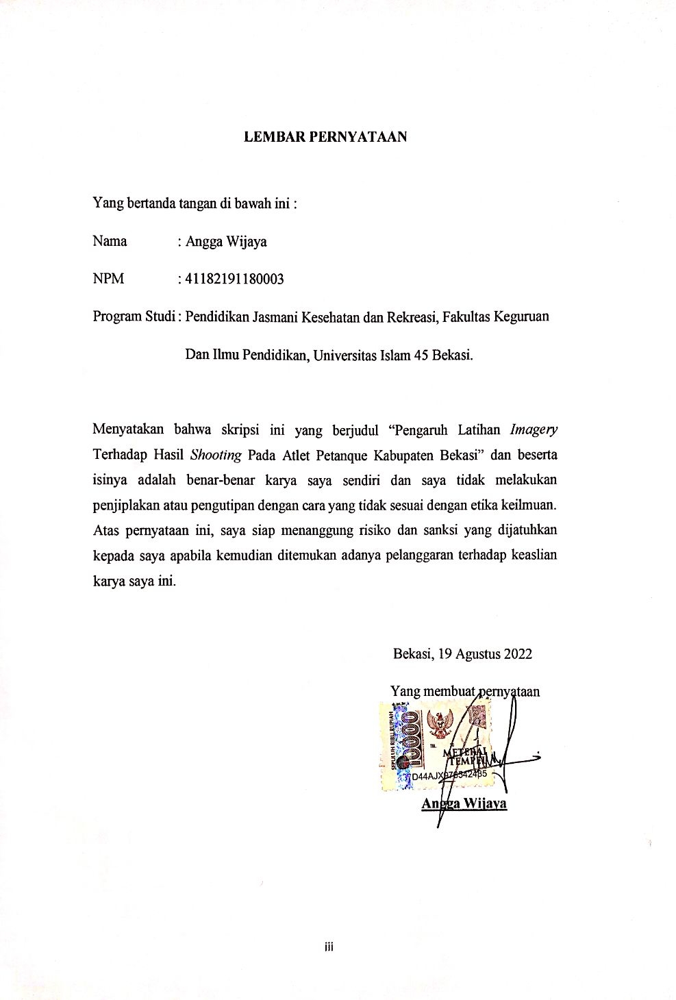 LEMBAR PERNYATAAN
Yang bertanda tangan di bawah ini :
Nama : Angga Wijaya
NPM : 41182191180003
Program Studi : Pendidikan Jasmani Kesehatan dan Rekreasi, Fakultas Keguruan
Dan Ilmu Pendidikan, Universitas Islam 45 Bekasi.
Menyatakan bahwa skripsi ini yang berjudul “Pengaruh Latihan Imagery
Terhadap Hasil Shooting Pada Atlet Petanque Kabupaten Bekasi” dan beserta
isinya adalah benar-benar karya saya sendiri dan saya tidak melakukan
penjiplakan atau pengutipan dengan cara yang tidak sesuai dengan etika keilmuan.
Atas pernyataan ini, saya siap menanggung risiko dan sanksi yang dijatuhkan
kepada saya apabila kemudian ditemukan adanya pelanggaran terhadap keaslian
karya saya ini.
Bekasi, 19 Agustus 2022
Yang membuat pernyataan
SEPULUH RIBU RUPIAH
10000
TGL.
METERAI
TEMPEL
Angga Wijaya
iii